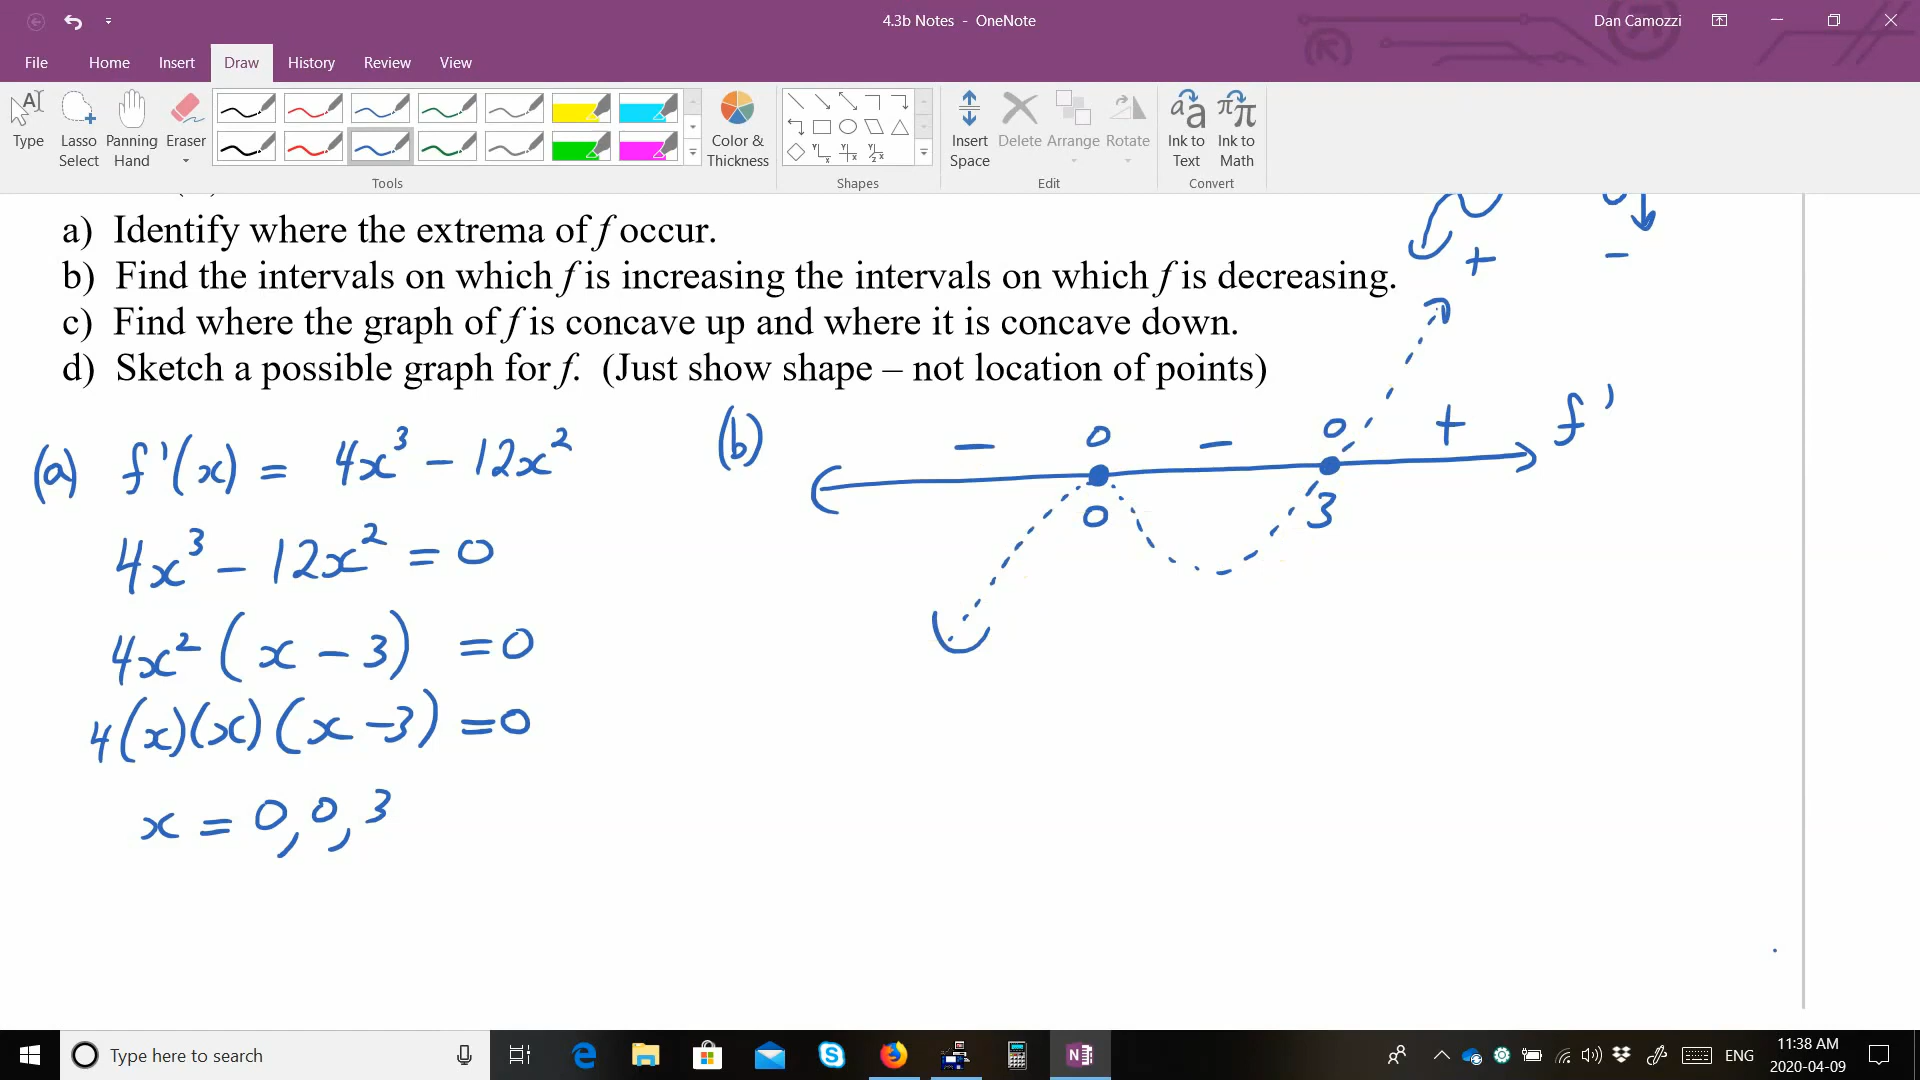 4.3b Notes - OneNote
Dan Camozzi
File Home Insert Draw History Review View
Type Lasso Select Panning Hand Eraser Color & Thickness Insert Space Delete Arrange Rotate Ink to Text Ink to Math
Tools Shapes Edit Convert
a) Identify where the extrema of f occur.
b) Find the intervals on which f is increasing the intervals on which f is decreasing.
c) Find where the graph of f is concave up and where it is concave down.
d) Sketch a possible graph for f. (Just show shape – not location of points)
+ −
(a) f'(x) = 4x³ − 12x²
4x³ − 12x² = 0
4x² (x − 3) = 0
4(x)(x)(x − 3) = 0
x = 0, 0, 3
(b) − 0 − 0 + f'
0 3
Type here to search
ENG
11:38 AM
2020-04-09